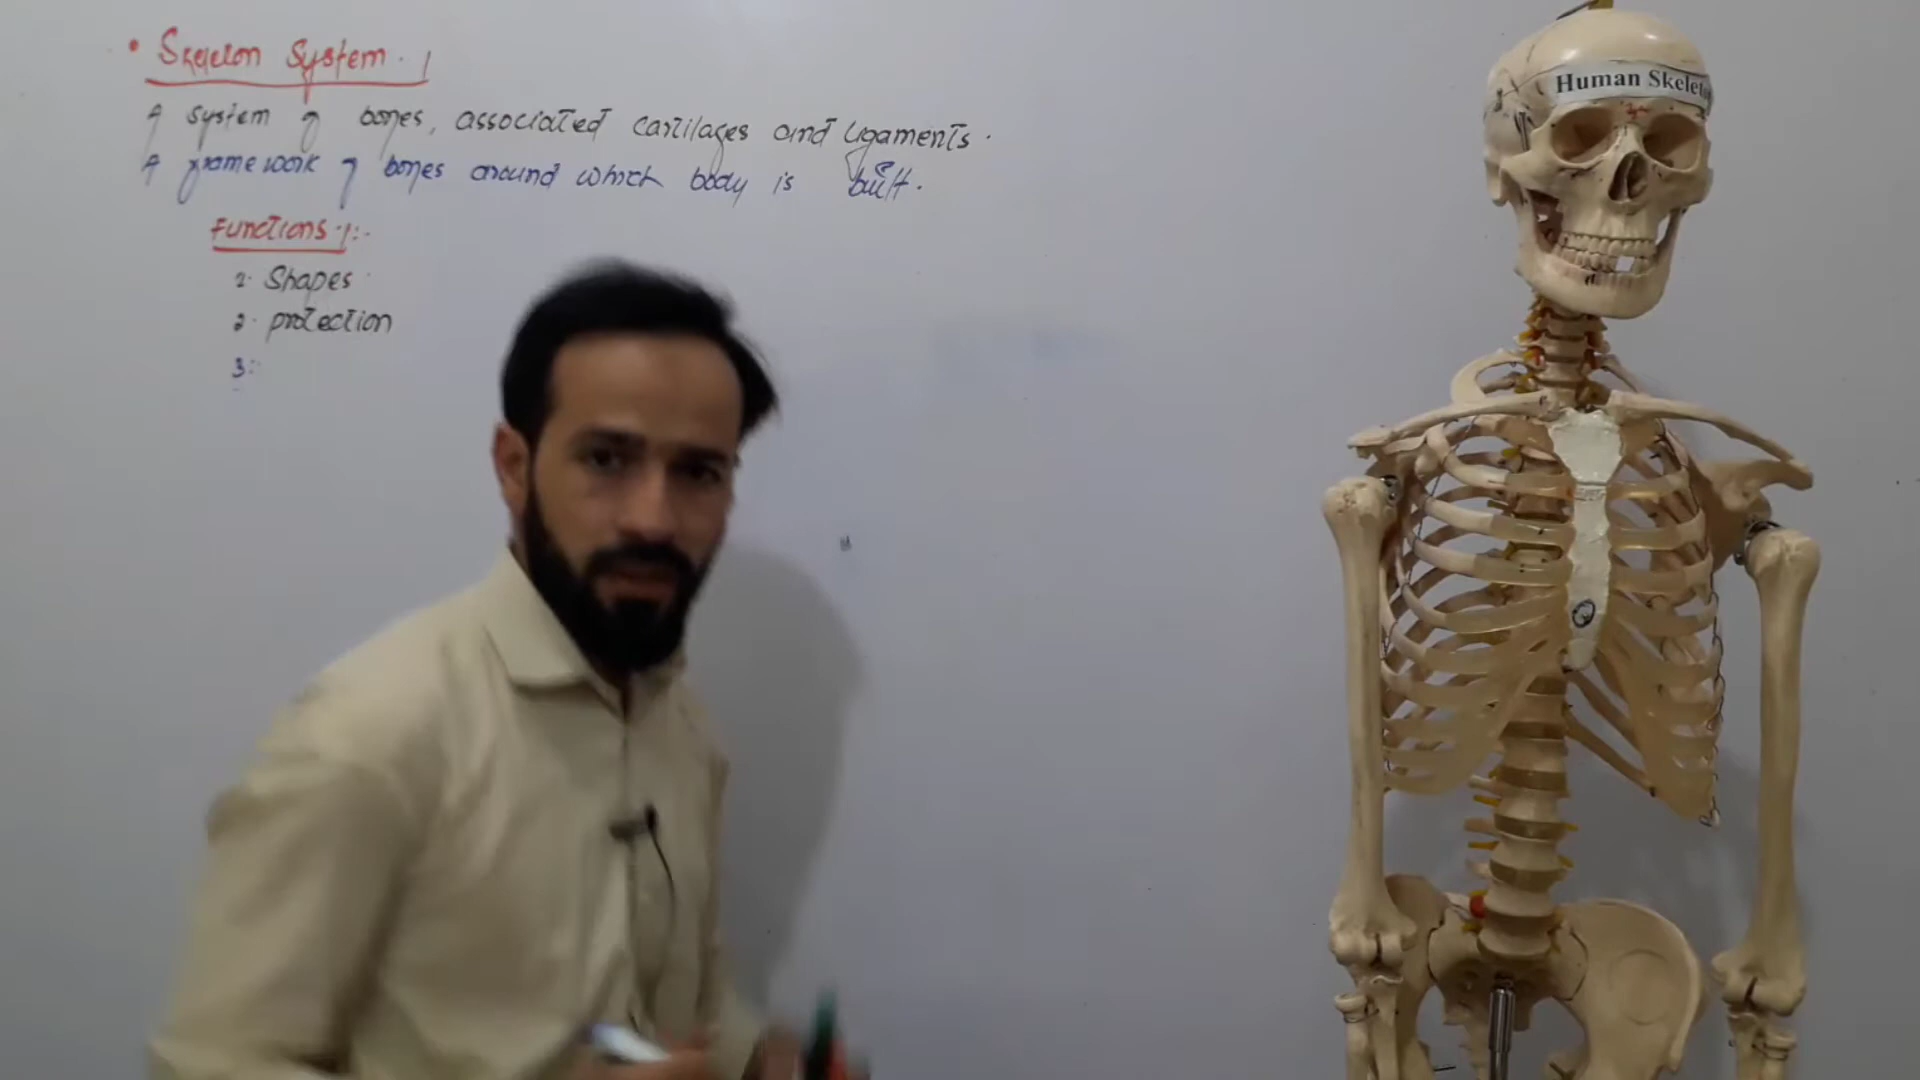 • Skeleton System.
A system of bones, associated cartilages and ligaments.
A framework of bones around which body is built.
Functions:-
1. Shapes
2. protection
3:
Human Skeleto